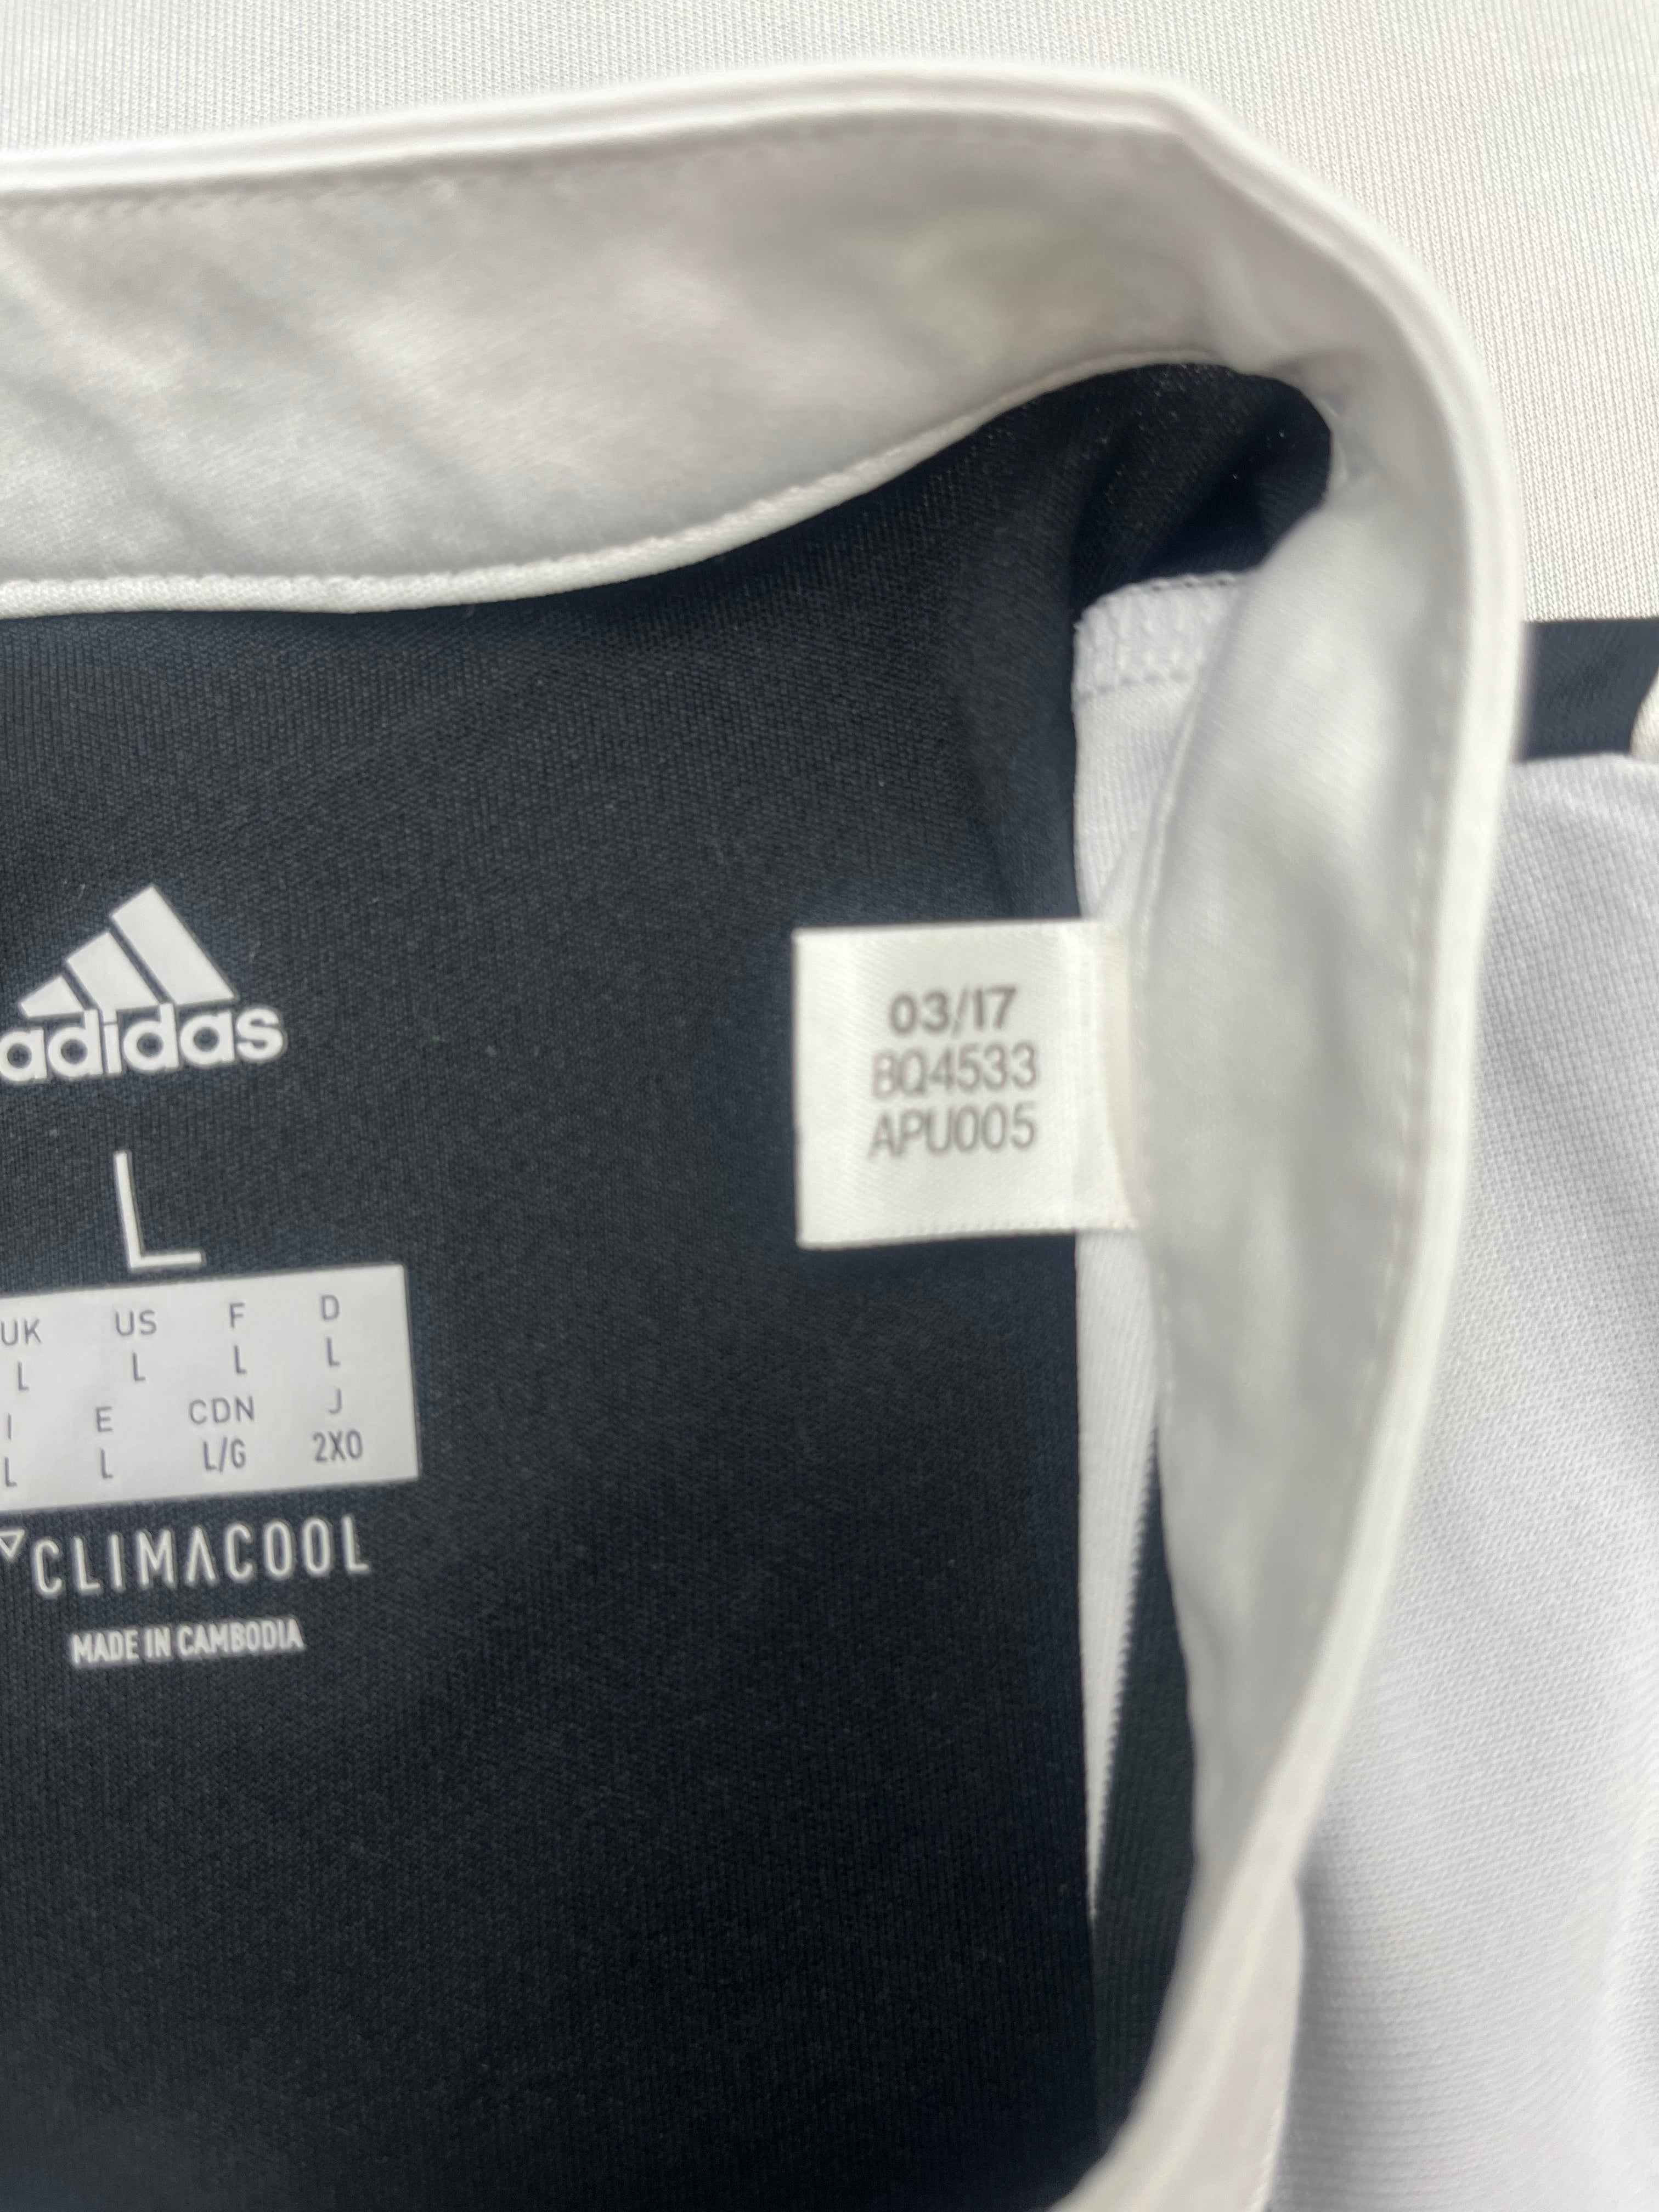 adidas
L
UK US F D
L L L L
I E CDN J
L L L/G 2XO
CLIMACOOL
MADE IN CAMBODIA
03/17
BQ4533
APU005